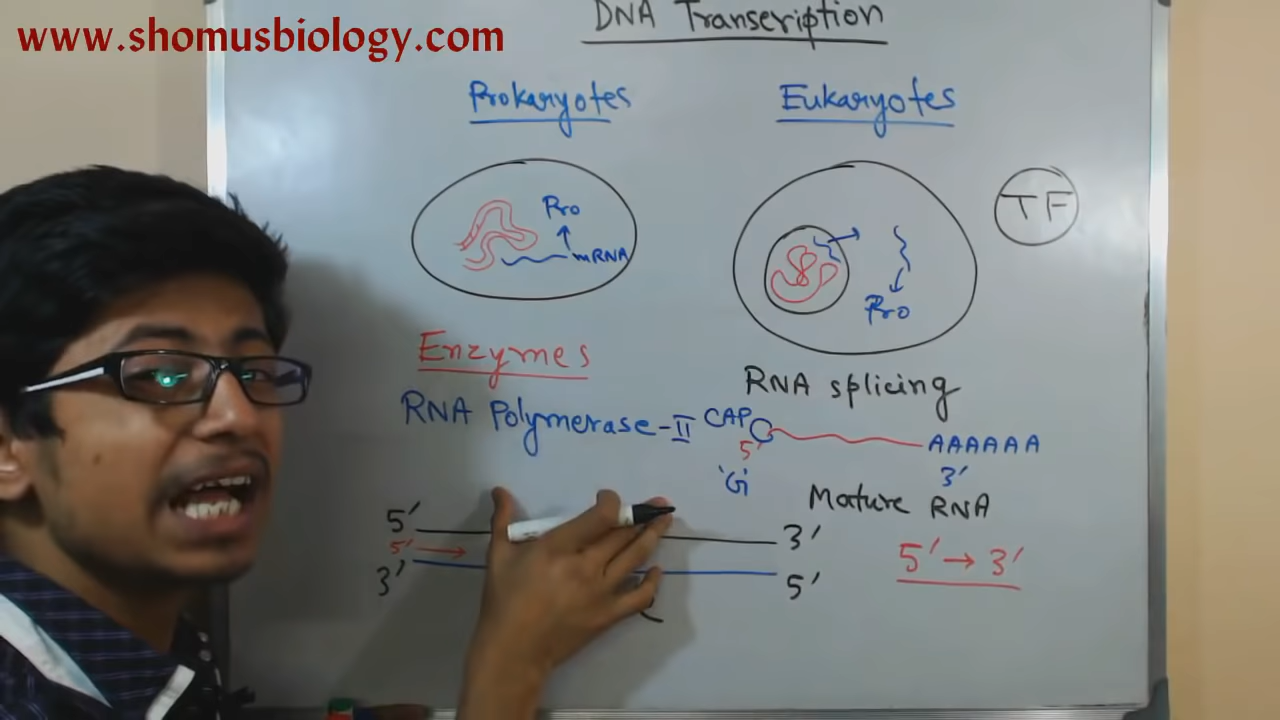 www.shomusbiology.com
DNA Transcription
Prokaryotes
Eukaryotes
TF
Pro
mRNA
Pro
Enzymes
RNA splicing
RNA Polymerase-II
CAP
AAAAAA
5'
3'
'G'
Mature RNA
5'
3'
5'
3'
5'
5' → 3'